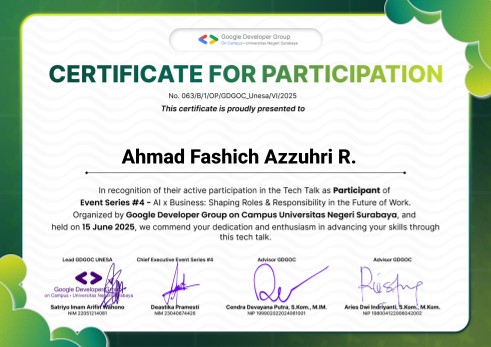 Google Developer Group
On Campus • Universitas Negeri Surabaya
CERTIFICATE FOR PARTICIPATION
No. 063/B/1/OP/GDGOC_Unesa/VI/2025
This certificate is proudly presented to
Ahmad Fashich Azzuhri R.
In recognition of their active participation in the Tech Talk as Participant of
Event Series #4 - AI x Business: Shaping Roles & Responsibility in the Future of Work.
Organized by Google Developer Group on Campus Universitas Negeri Surabaya, and
held on 15 June 2025, we commend your dedication and enthusiasm in advancing your skills through
this tech talk.
Lead GDGOC UNESA
Chief Executive Event Series #4
Advisor GDGOC
Advisor GDGOC
Google Developer Group
on Campus • Universitas Negeri Surabaya
Satriyo Imam Ariffri Wahono
Deandra Pramesti
Cendra Devayana Putra, S.Kom., M.IM.
Aries Dwi Indriyanti, S.Kom., M.Kom.
NIM 22051214081
NIM 23040674426
NIP 199802022024061001
NIP 198004122008042002